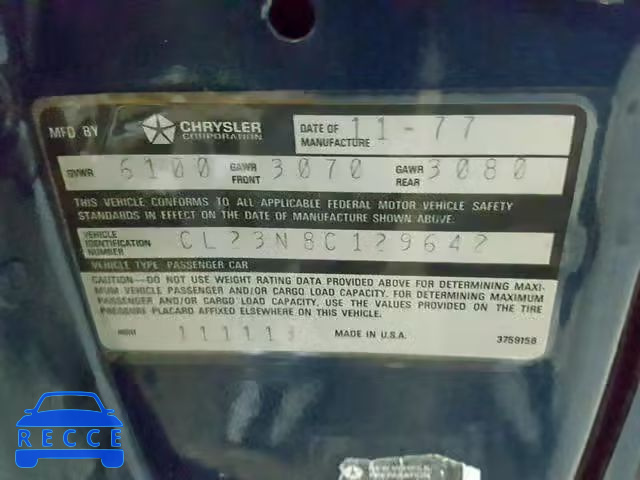 MFD BY CHRYSLER CORPORATION DATE OF MANUFACTURE 11-77
GVWR 6100 GAWR FRONT 3070 GAWR REAR 3080
THIS VEHICLE CONFORMS TO ALL APPLICABLE FEDERAL MOTOR VEHICLE SAFETY
STANDARDS IN EFFECT ON THE DATE OF MANUFACTURE SHOWN ABOVE.
VEHICLE IDENTIFICATION NUMBER CL23N8C129642
VEHICLE TYPE PASSENGER CAR
CAUTION—DO NOT USE WEIGHT RATING DATA PROVIDED ABOVE FOR DETERMINING MAXI-
MUM VEHICLE PASSENGER AND/OR CARGO LOAD CAPACITY. FOR DETERMINING MAXIMUM
PASSENGER AND/OR CARGO LOAD CAPACITY, USE THE VALUES PROVIDED ON THE TIRE
PRESSURE PLACARD AFFIXED ELSEWHERE ON THIS VEHICLE.
11111 MADE IN U.S.A. 3759158
RECCE
NEW VEHICLE
PREPARATION